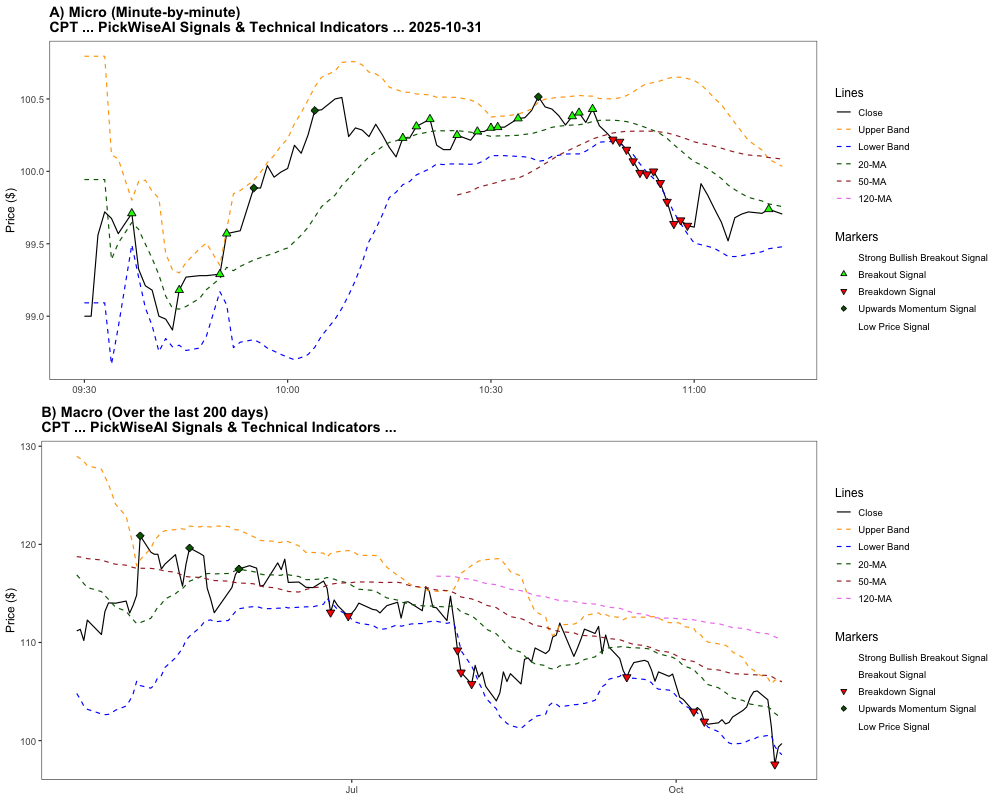 A) Micro (Minute-by-minute)
CPT ... PickWiseAI Signals & Technical Indicators ... 2025-10-31
Price ($)
100.5
100.0
99.5
99.0
09:30
10:00
10:30
11:00
Lines
Close
Upper Band
Lower Band
20-MA
50-MA
120-MA
Markers
Strong Bullish Breakout Signal
Breakout Signal
Breakdown Signal
Upwards Momentum Signal
Low Price Signal
B) Macro (Over the last 200 days)
CPT ... PickWiseAI Signals & Technical Indicators ...
Price ($)
130
120
110
100
Jul
Oct
Lines
Close
Upper Band
Lower Band
20-MA
50-MA
120-MA
Markers
Strong Bullish Breakout Signal
Breakout Signal
Breakdown Signal
Upwards Momentum Signal
Low Price Signal